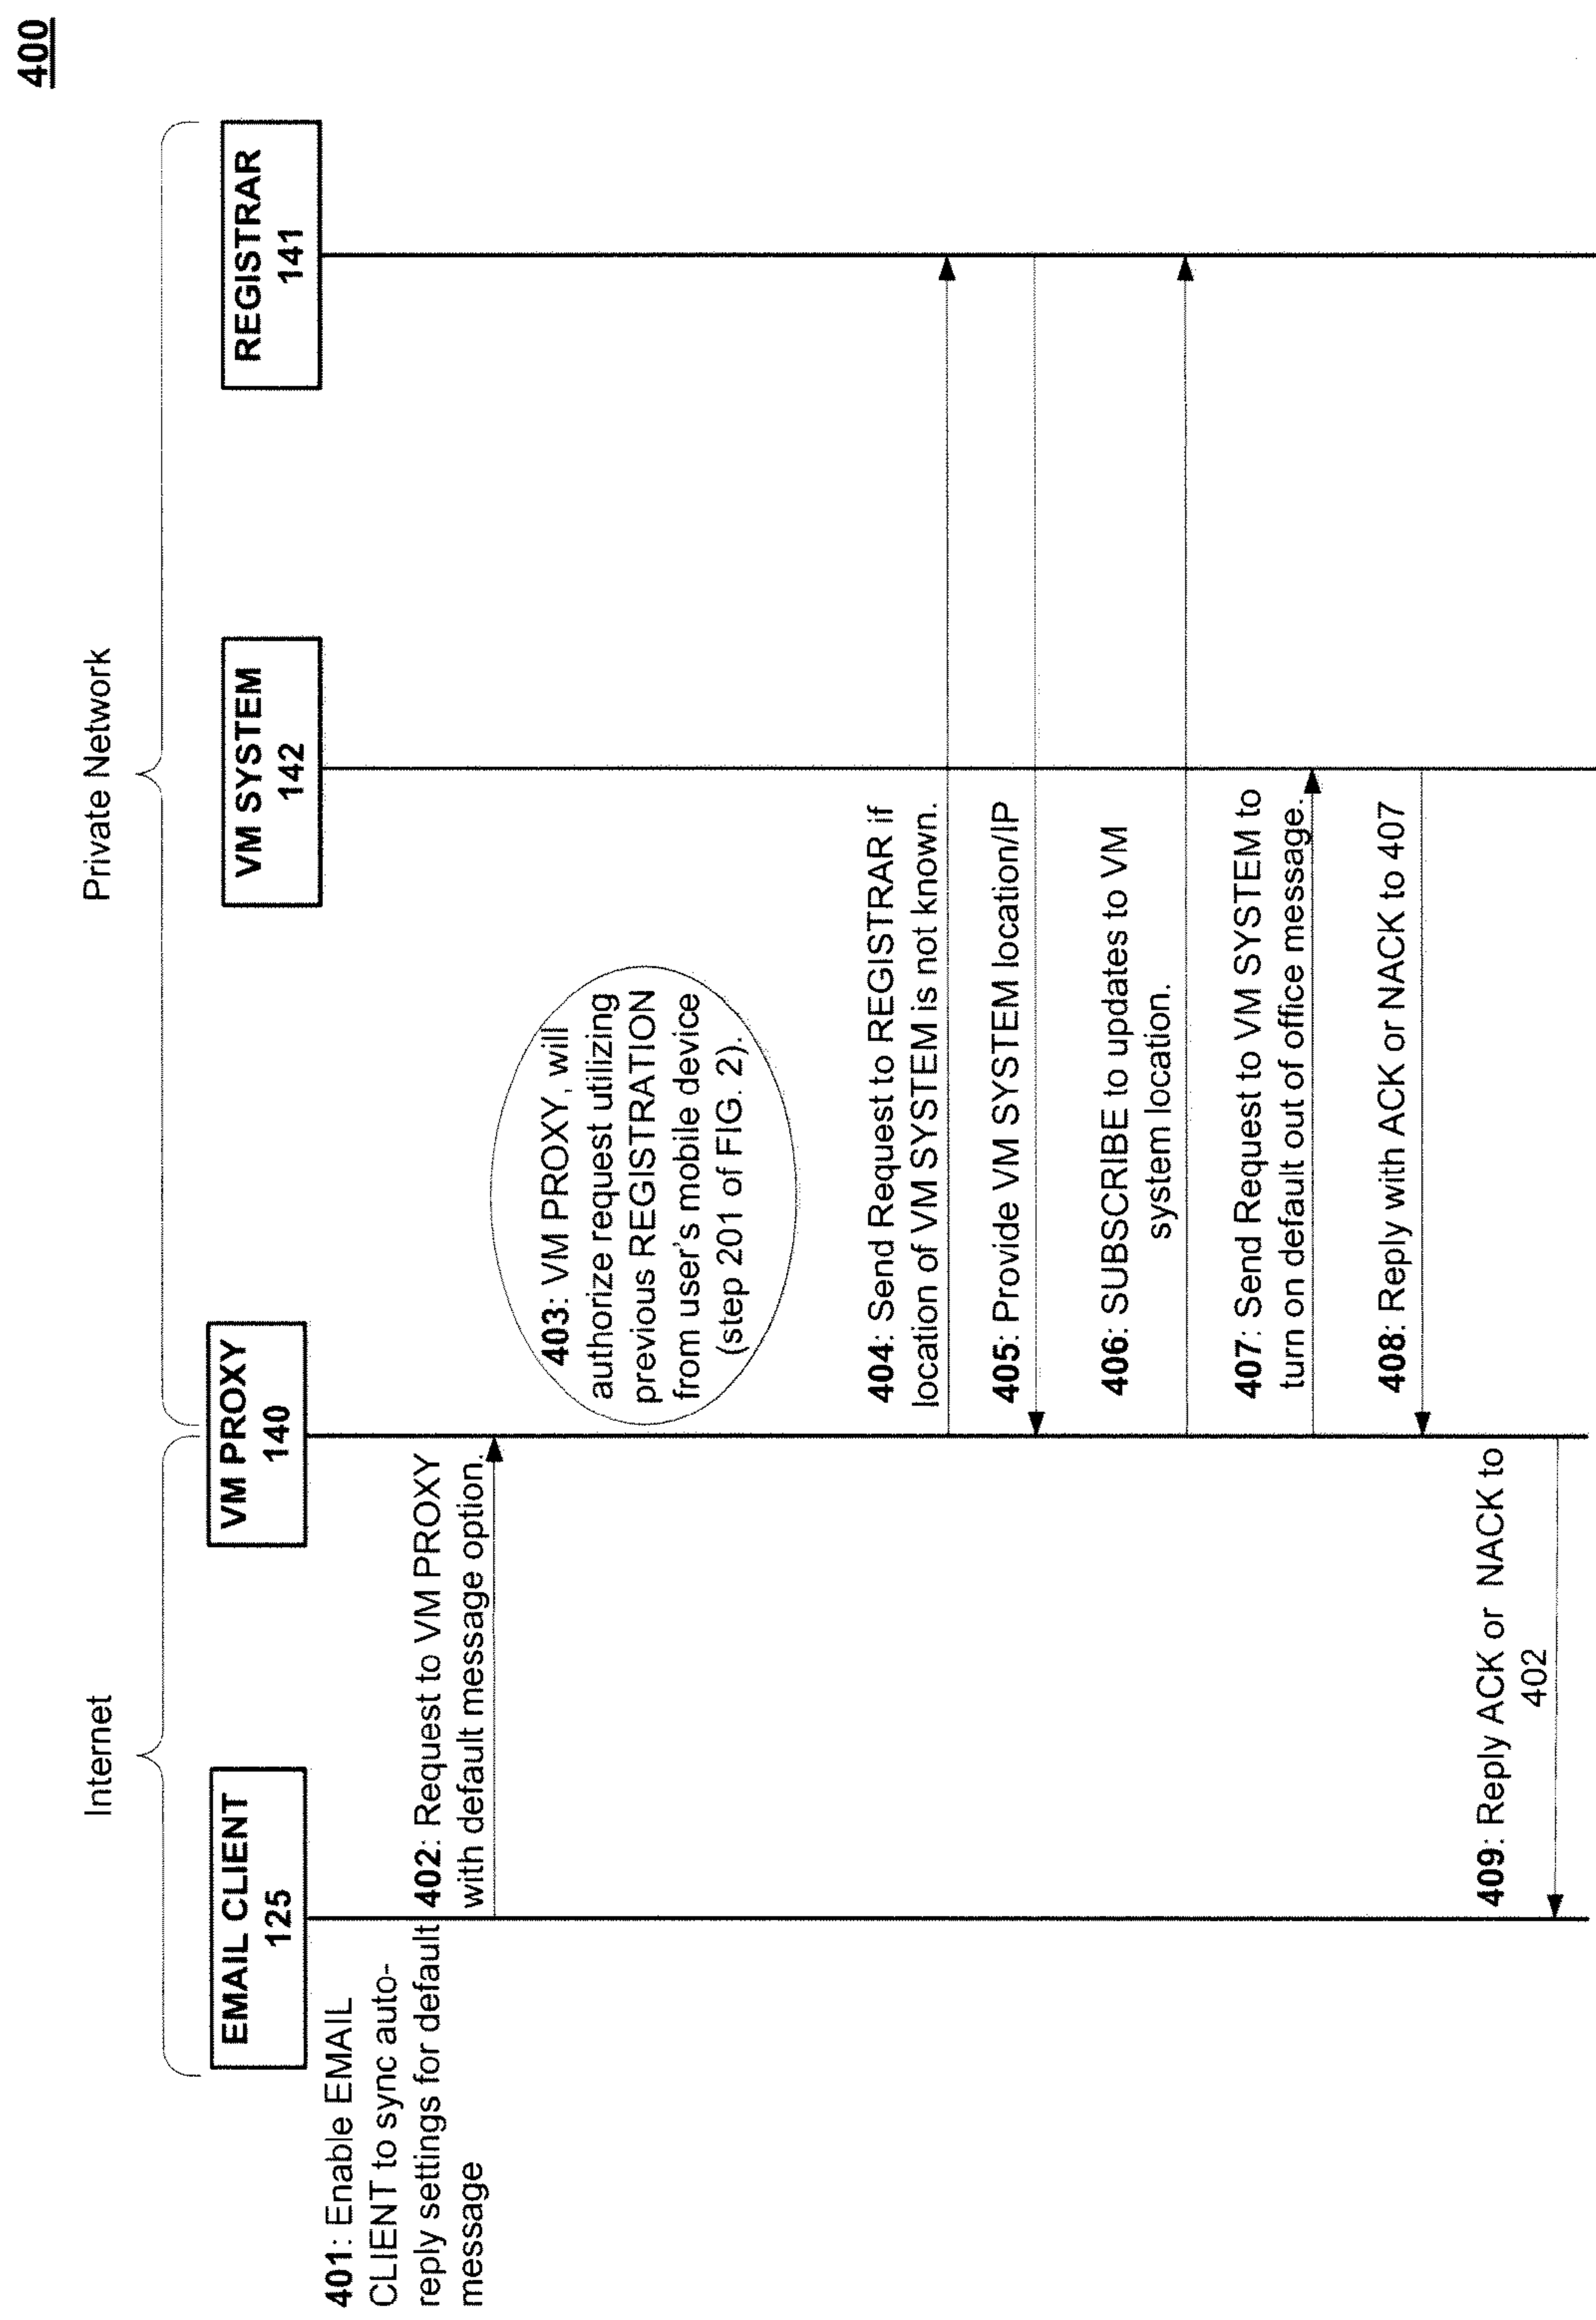 400
Internet
Private Network
EMAIL CLIENT
125
VM PROXY
140
VM SYSTEM
142
REGISTRAR
141
401: Enable EMAIL
CLIENT to sync auto-
reply settings for default
message
402: Request to VM PROXY
with default message option.
403: VM PROXY, will
authorize request utilizing
previous REGISTRATION
from user's mobile device
(step 201 of FIG. 2).
404: Send Request to REGISTRAR if
location of VM SYSTEM is not known.
405: Provide VM SYSTEM location/IP
406: SUBSCRIBE to updates to VM
system location.
407: Send Request to VM SYSTEM to
turn on default out of office message.
408: Reply with ACK or NACK to 407
409: Reply ACK or NACK to
402